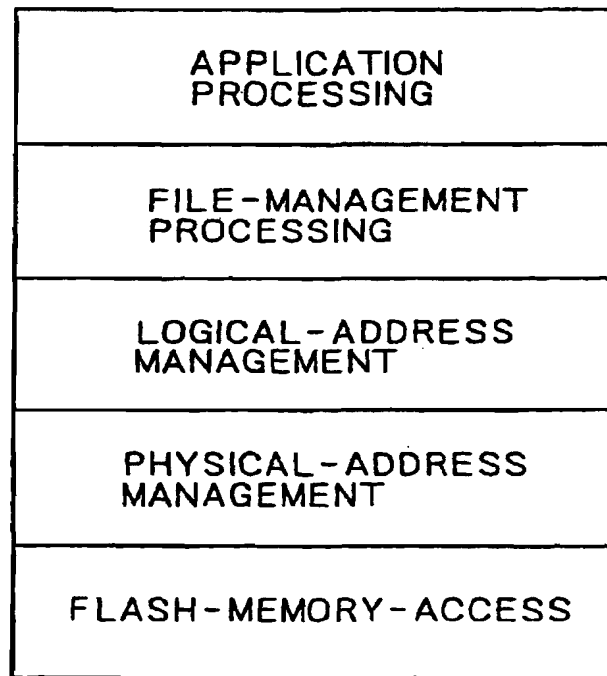 APPLICATION
PROCESSING
FILE-MANAGEMENT
PROCESSING
LOGICAL-ADDRESS
MANAGEMENT
PHYSICAL-ADDRESS
MANAGEMENT
FLASH-MEMORY-ACCESS